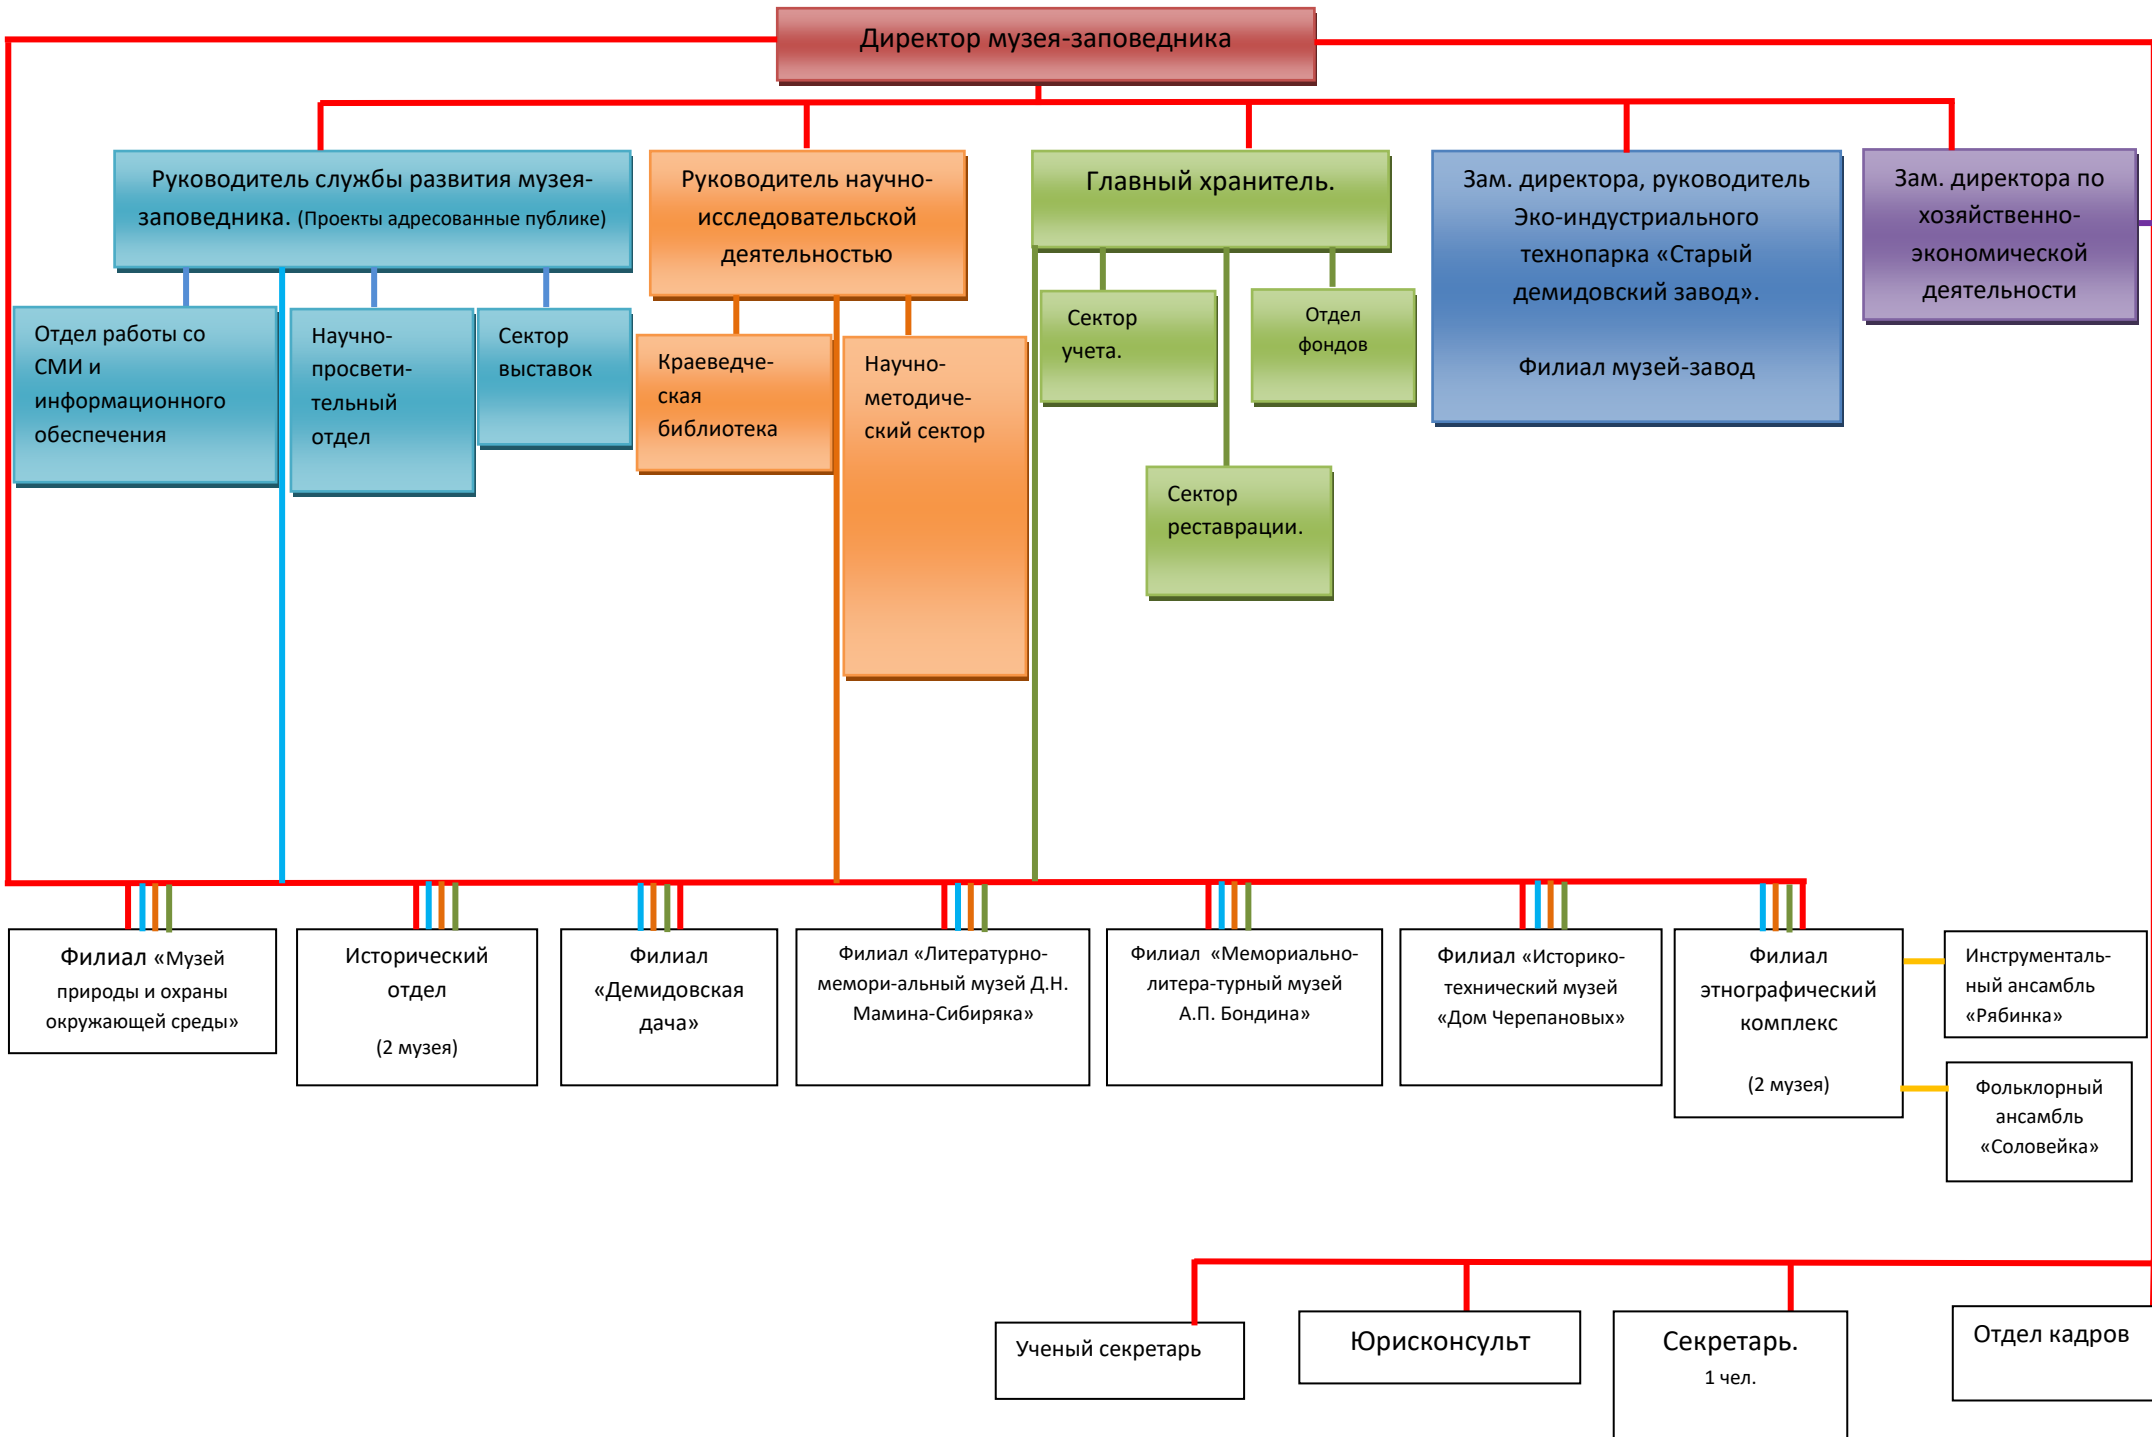 Директор музея-заповедника
Руководитель службы развития музея-
заповедника. (Проекты адресованные публике)
Руководитель научно-
исследовательской
деятельностью
Главный хранитель.
Зам. директора, руководитель
Эко-индустриального
технопарка «Старый
демидовский завод».
Филиал музей-завод
Зам. директора по
хозяйственно-
экономической
деятельности
Отдел работы со
СМИ и
информационного
обеспечения
Научно-
просвети-
тельный
отдел
Сектор
выставок
Краеведче-
ская
библиотека
Научно-
методиче-
ский сектор
Сектор
учета.
Отдел
фондов
Сектор
реставрации.
Филиал «Музей
природы и охраны
окружающей среды»
Исторический
отдел
(2 музея)
Филиал
«Демидовская
дача»
Филиал «Литературно-
мемори-альный музей Д.Н.
Мамина-Сибиряка»
Филиал «Мемориально-
литера-турный музей
А.П. Бондина»
Филиал «Историко-
технический музей
«Дом Черепановых»
Филиал
этнографический
комплекс
(2 музея)
Инструменталь-
ный ансамбль
«Рябинка»
Фольклорный
ансамбль
«Соловейка»
Ученый секретарь
Юрисконсульт
Секретарь.
1 чел.
Отдел кадров